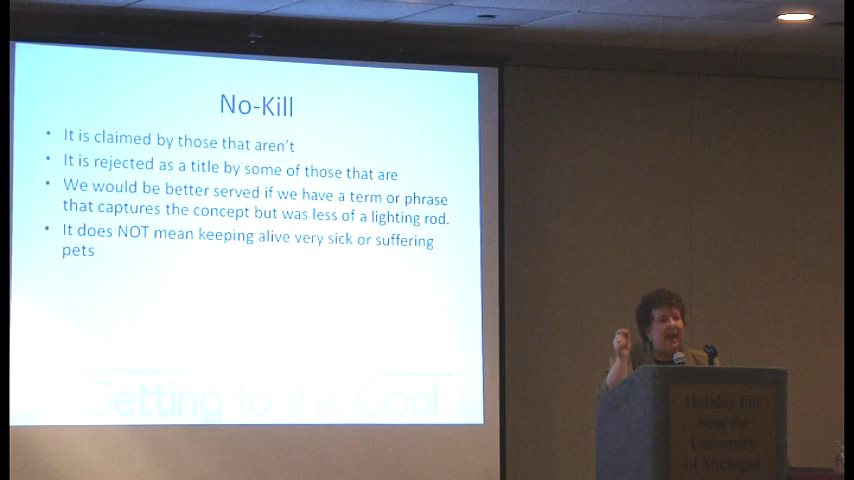 No-Kill
• It is claimed by those that aren't
• It is rejected as a title by some of those that are
• We would be better served if we have a term or phrase
that captures the concept but was less of a lighting rod.
• It does NOT mean keeping alive very sick or suffering
pets
Getting to the Goal
Holiday Inn
Near the
University
of Michigan